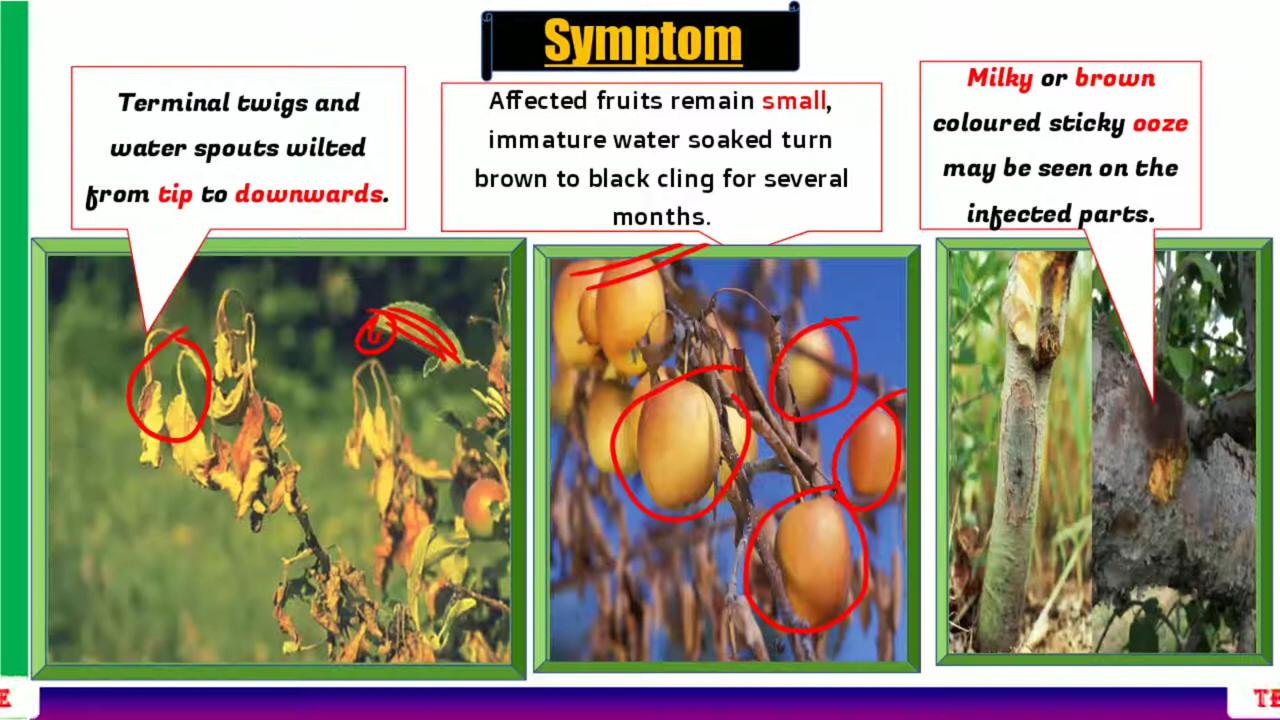 Symptom
Terminal twigs and
water spouts wilted
from tip to downwards.
Affected fruits remain small,
immature water soaked turn
brown to black cling for several
months.
Milky or brown
coloured sticky ooze
may be seen on the
infected parts.
E
TE